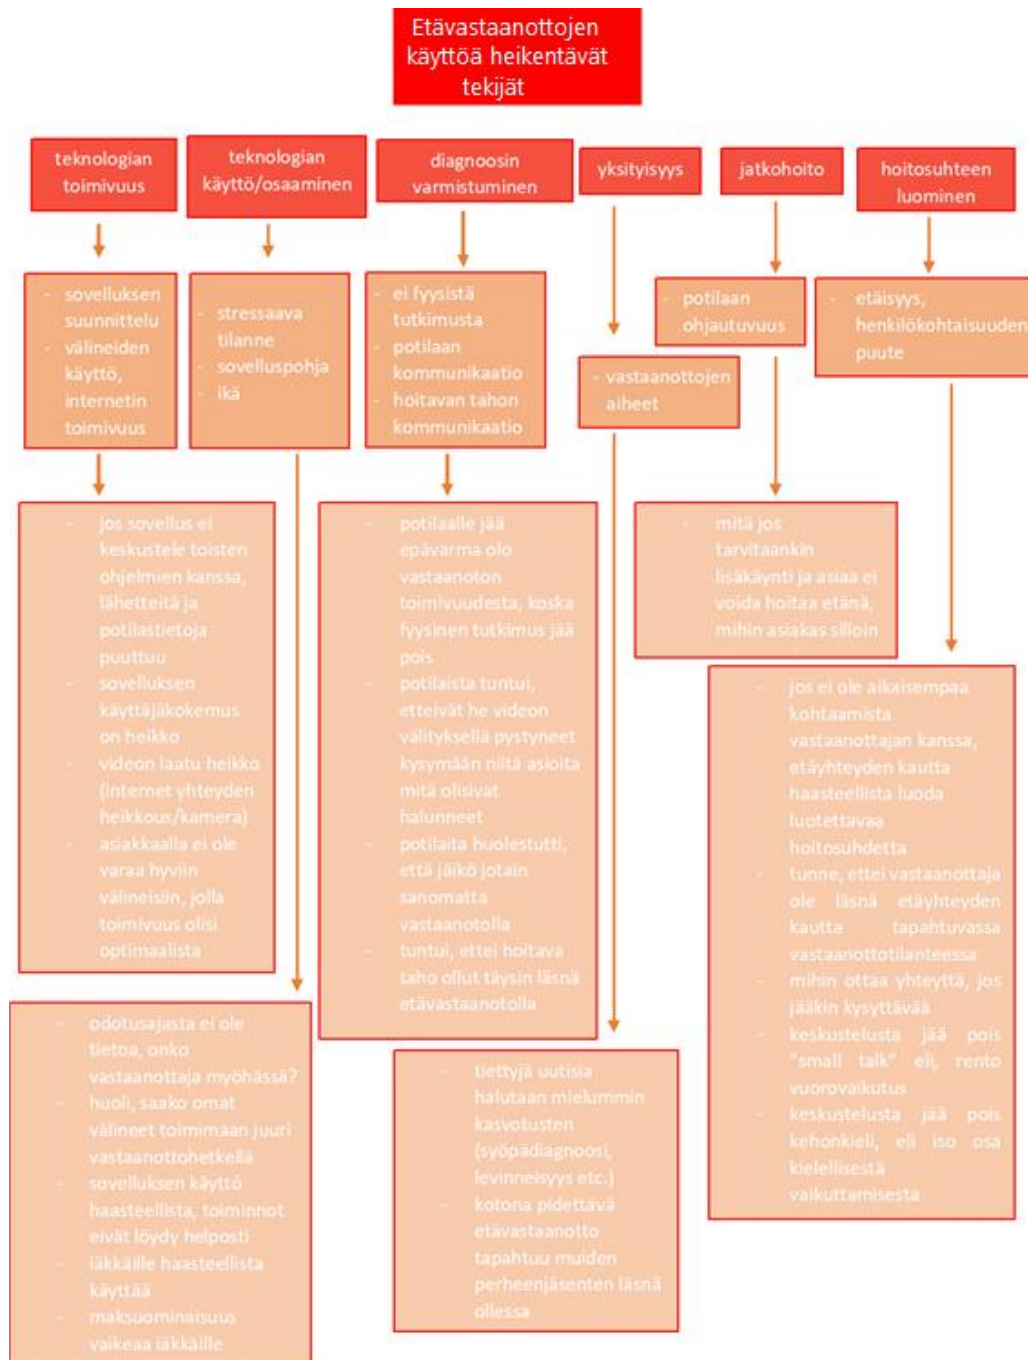 Etävastaanottojen
käyttöä heikentävät
tekijät
teknologian
toimivuus
teknologian
käyttö/osaaminen
diagnoosin
varmistuminen
yksityisyys
jatkohoito
hoitosuhteen
luominen
- sovelluksen
suunnittelu
- välineiden
käyttö,
internetin
toimivuus
- stressaava
tilanne
- sovelluspohja
- ikä
- ei fyysistä
tutkimusta
- potilaan
kommunikaatio
- hoitavan tahon
kommunikaatio
- vastaanottojen
aiheet
- potilaan
ohjautuvuus
- etäisyys,
henkilökohtaisuuden
puute
- jos sovellus ei
keskustele toisten
ohjelmien kanssa,
lähetteitä ja
potilastietoja
puuttuu
- sovelluksen
käyttäjäkokemus
on heikko
- videon laatu heikko
(internet yhteyden
heikkous/kamera)
- asiakkaalla ei ole
varaa hyviin
välineisiin, jolla
toimivuus olisi
optimaalista
- odotusajasta ei ole
tietoa, onko
vastaanottaja myöhässä?
- huoli, saako omat
välineet toimimaan juuri
vastaanottohetkellä
- sovelluksen käyttö
haasteellista, toiminnot
eivät löydy helposti
- iäkkäille haasteellista
käyttää
- maksuominaisuus
vaikeaa iäkkäille
- potilaalle jää
epävarma olo
vastaanoton
toimivuudesta, koska
fyysinen tutkimus jää
pois
- potilaista tuntui,
etteivät he videon
välityksellä pystyneet
kysymään niitä asioita
mitä olisivat
halunneet
- potilaita huolestutti,
että jäikö jotain
sanomatta
vastaanotolla
- tuntui, ettei hoitava
taho ollut täysin läsnä
etävastaanotolla
- tiettyjä uutisia
halutaan mielummin
kasvotusten
(syöpädiagnoosi,
levinneisyys etc.)
- kotona pidettävä
etävastaanotto
tapahtuu muiden
perheenjäsenten läsnä
ollessa
- mitä jos
tarvitaankin
lisäkäynti ja asiaa ei
voida hoitaa etänä,
mihin asiakas silloin
- jos ei ole aikaisempaa
kohtaamista
vastaanottajan kanssa,
etäyhteyden kautta
haasteellista luoda
luotettavaa
hoitosuhdetta
- tunne, ettei vastaanottaja
ole läsnä etäyhteyden
kautta tapahtuvassa
vastaanottotilanteessa
- mihin ottaa yhteyttä, jos
jääkin kysyttävää
- keskustelusta jää pois
"small talk" eli, rento
vuorovaikutus
- keskustelusta jää pois
kehonkieli, eli iso osa
kielellisestä
vaikuttamisesta